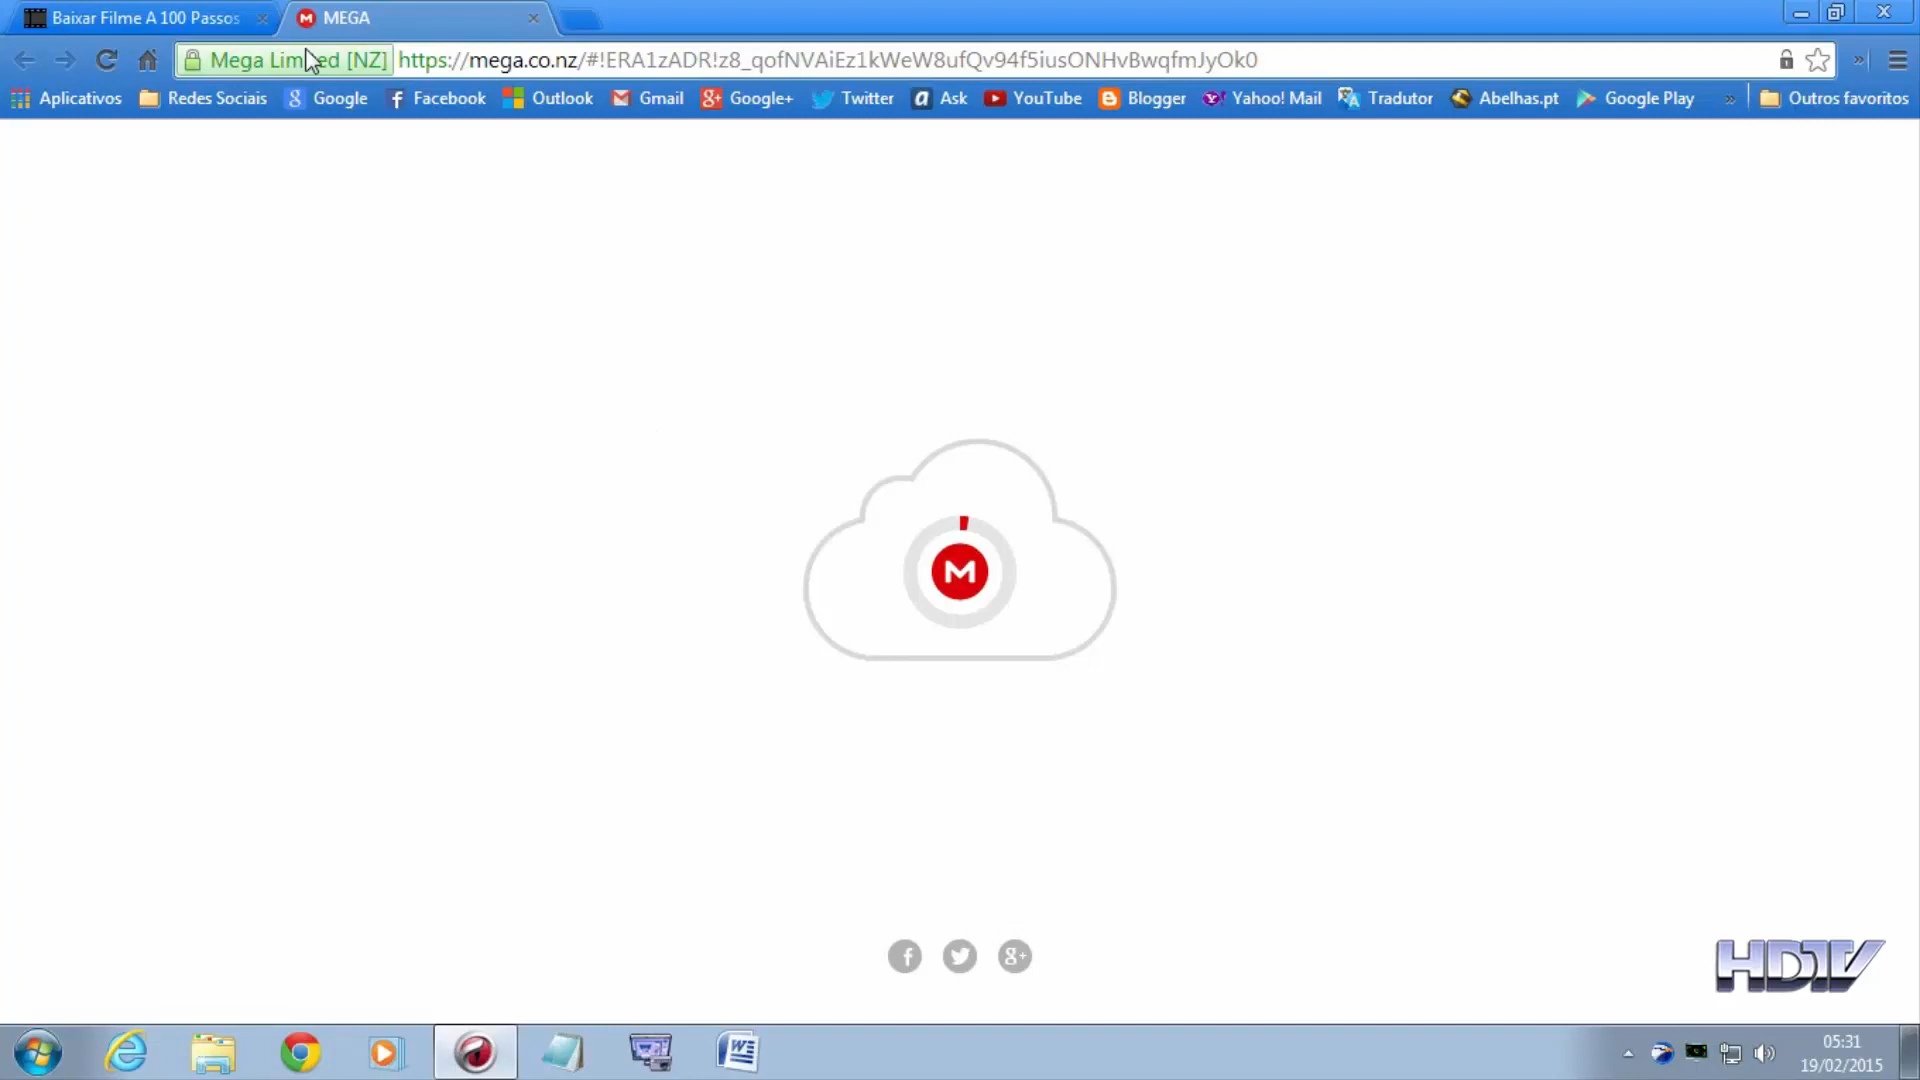 Baixar Filme A 100 Passos
MEGA
Mega Limited [NZ] https://mega.co.nz/#!ERA1zADR!z8_qofNVAiEz1kWeW8ufQv94f5iusONHvBwqfmJyOk0
Aplicativos Redes Sociais Google Facebook Outlook Gmail Google+ Twitter Ask YouTube Blogger Yahoo! Mail Tradutor Abelhas.pt Google Play » Outros favoritos
M
HDTV
05:31
19/02/2015